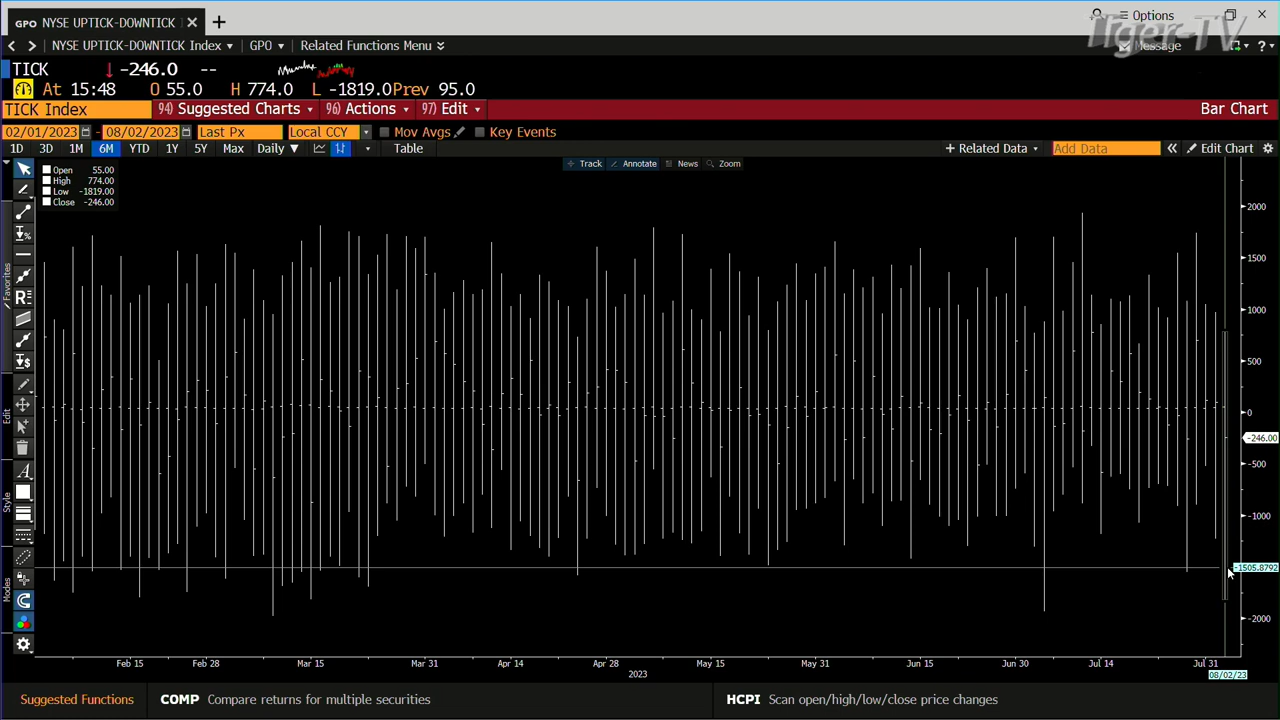 GPO NYSE UPTICK-DOWNTICK
Options
NYSE UPTICK-DOWNTICK Index GPO Related Functions Menu Message ?
Tiger-TV
TICK -246.0 --
At 15:48 O 55.0 H 774.0 L -1819.0 Prev 95.0
TICK Index 94) Suggested Charts 96) Actions 97) Edit Bar Chart
02/01/2023 - 08/02/2023 Last Px Local CCY Mov Avgs Key Events
1D 3D 1M 6M YTD 1Y 5Y Max Daily Table + Related Data Add Data Edit Chart
Track Annotate News Zoom
Open 55.00
High 774.00
Low -1819.00
Close -246.00
Favorites
Edit
Style
Modes
2000
1500
1000
500
0
-246.00
-500
-1000
-1505.8792
-2000
Feb 15 Feb 28 Mar 15 Mar 31 Apr 14 Apr 28 May 15 May 31 Jun 15 Jun 30 Jul 14 Jul 31
2023
08/02/23
Suggested Functions COMP Compare returns for multiple securities HCPI Scan open/high/low/close price changes